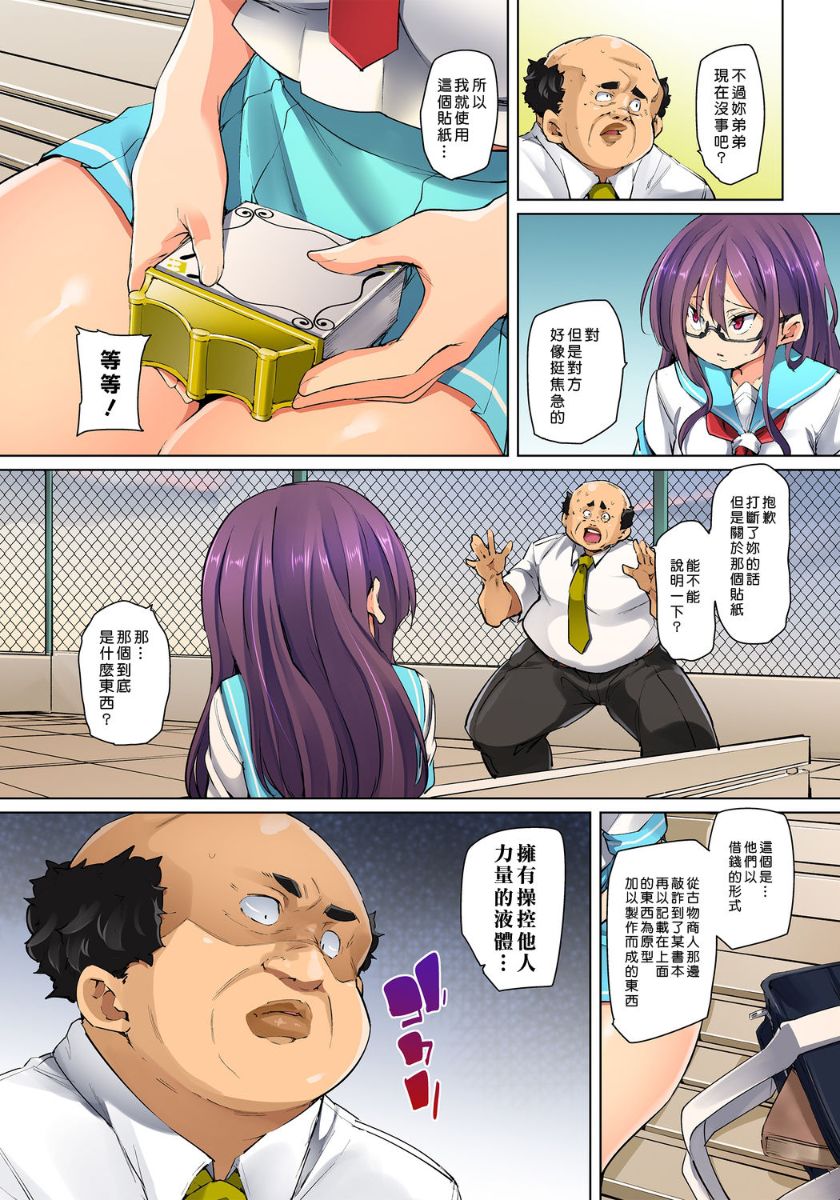 不過妳弟弟
現在沒事吧？
對
但是對方
好像挺焦急的
所以
我就使用
這個貼紙…
等等！
抱歉
打斷了妳的話
但是關於那個貼紙
能不能
說明一下？
那…
那個到底
是什麼東西？
這個是…
他們以
借錢的形式
從古物商人那邊
敲詐到了某書本
再以記載在上面
的東西為原型
加以製作而成的東西
擁有操控他人
力量的液體…